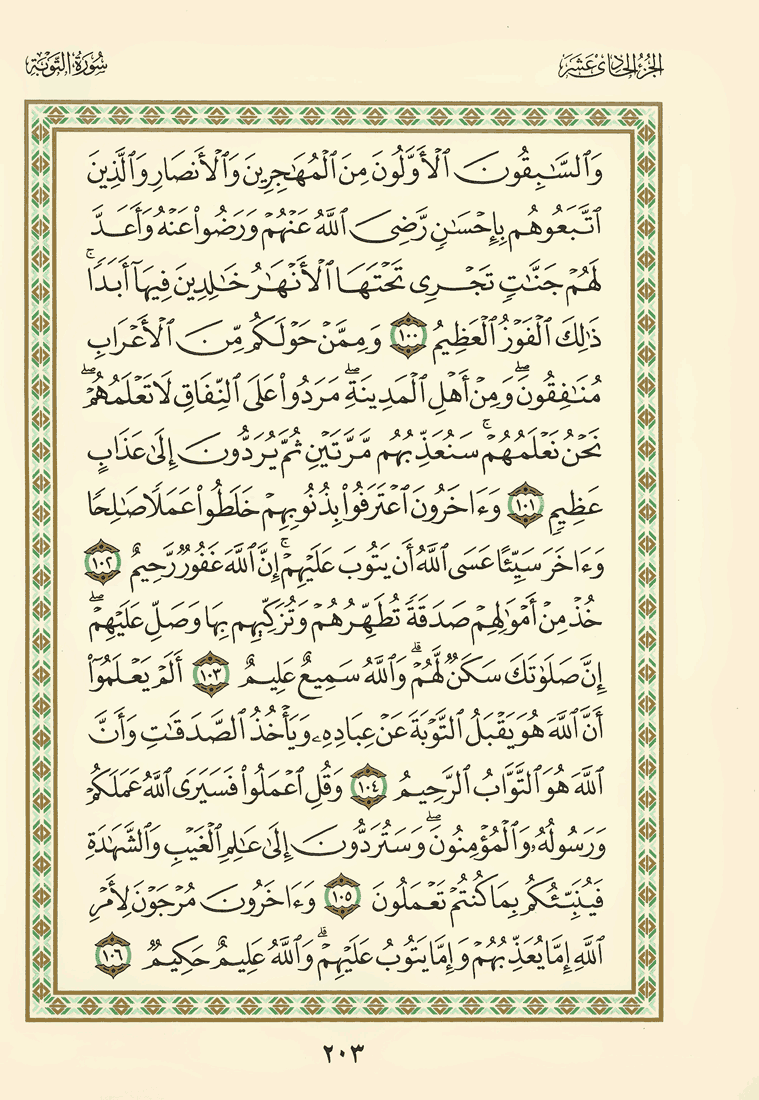 الجزء الحادي عشر
سورة التوبة
وَٱلسَّٰبِقُونَ ٱلْأَوَّلُونَ مِنَ ٱلْمُهَٰجِرِينَ وَٱلْأَنصَارِ وَٱلَّذِينَ
ٱتَّبَعُوهُم بِإِحْسَٰنٍ رَّضِىَ ٱللَّهُ عَنْهُمْ وَرَضُوا۟ عَنْهُ وَأَعَدَّ
لَهُمْ جَنَّٰتٍ تَجْرِى تَحْتَهَا ٱلْأَنْهَٰرُ خَٰلِدِينَ فِيهَآ أَبَدًا ۚ
ذَٰلِكَ ٱلْفَوْزُ ٱلْعَظِيمُ ١٠٠ وَمِمَّنْ حَوْلَكُم مِّنَ ٱلْأَعْرَابِ
مُنَٰفِقُونَ ۖ وَمِنْ أَهْلِ ٱلْمَدِينَةِ ۖ مَرَدُوا۟ عَلَى ٱلنِّفَاقِ لَا تَعْلَمُهُمْ ۖ
نَحْنُ نَعْلَمُهُمْ ۚ سَنُعَذِّبُهُم مَّرَّتَيْنِ ثُمَّ يُرَدُّونَ إِلَىٰ عَذَابٍ
عَظِيمٍ ١٠١ وَءَاخَرُونَ ٱعْتَرَفُوا۟ بِذُنُوبِهِمْ خَلَطُوا۟ عَمَلًا صَٰلِحًا
وَءَاخَرَ سَيِّئًا عَسَى ٱللَّهُ أَن يَتُوبَ عَلَيْهِمْ ۚ إِنَّ ٱللَّهَ غَفُورٌ رَّحِيمٌ ١٠٢
خُذْ مِنْ أَمْوَٰلِهِمْ صَدَقَةً تُطَهِّرُهُمْ وَتُزَكِّيهِم بِهَا وَصَلِّ عَلَيْهِمْ ۖ
إِنَّ صَلَوٰتَكَ سَكَنٌ لَّهُمْ ۗ وَٱللَّهُ سَمِيعٌ عَلِيمٌ ١٠٣ أَلَمْ يَعْلَمُوٓا۟
أَنَّ ٱللَّهَ هُوَ يَقْبَلُ ٱلتَّوْبَةَ عَنْ عِبَادِهِۦ وَيَأْخُذُ ٱلصَّدَقَٰتِ وَأَنَّ
ٱللَّهَ هُوَ ٱلتَّوَّابُ ٱلرَّحِيمُ ١٠٤ وَقُلِ ٱعْمَلُوا۟ فَسَيَرَى ٱللَّهُ عَمَلَكُمْ
وَرَسُولُهُۥ وَٱلْمُؤْمِنُونَ ۖ وَسَتُرَدُّونَ إِلَىٰ عَٰلِمِ ٱلْغَيْبِ وَٱلشَّهَٰدَةِ
فَيُنَبِّئُكُم بِمَا كُنتُمْ تَعْمَلُونَ ١٠٥ وَءَاخَرُونَ مُرْجَوْنَ لِأَمْرِ
ٱللَّهِ إِمَّا يُعَذِّبُهُمْ وَإِمَّا يَتُوبُ عَلَيْهِمْ ۗ وَٱللَّهُ عَلِيمٌ حَكِيمٌ ١٠٦
٢٠٣